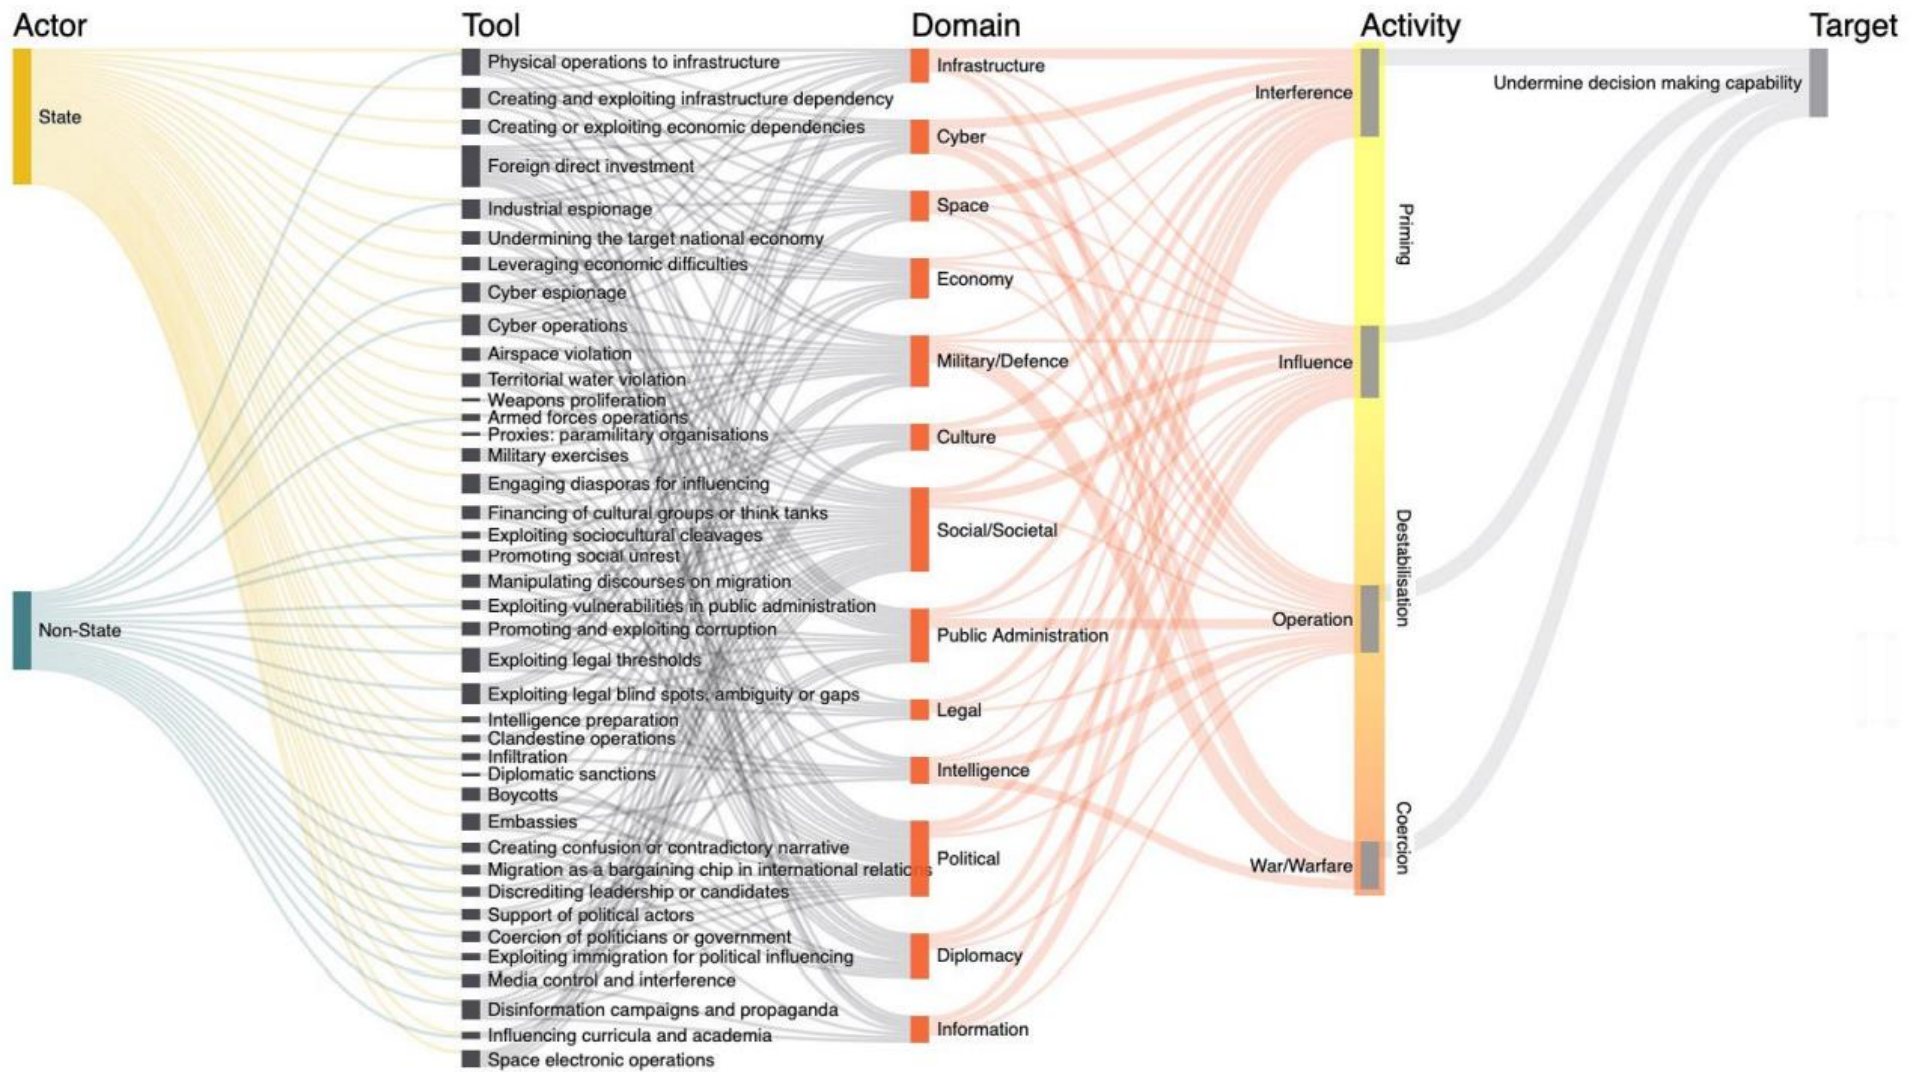 Actor
Tool
Domain
Activity
Target
State
Non-State
Physical operations to infrastructure
Creating and exploiting infrastructure dependency
Creating or exploiting economic dependencies
Foreign direct investment
Industrial espionage
Undermining the target national economy
Leveraging economic difficulties
Cyber espionage
Cyber operations
Airspace violation
Territorial water violation
Weapons proliferation
Armed forces operations
Proxies: paramilitary organisations
Military exercises
Engaging diasporas for influencing
Financing of cultural groups or think tanks
Exploiting sociocultural cleavages
Promoting social unrest
Manipulating discourses on migration
Exploiting vulnerabilities in public administration
Promoting and exploiting corruption
Exploiting legal thresholds
Exploiting legal blind spots, ambiguity or gaps
Intelligence preparation
Clandestine operations
Infiltration
Diplomatic sanctions
Boycotts
Embassies
Creating confusion or contradictory narrative
Migration as a bargaining chip in international relations
Discrediting leadership or candidates
Support of political actors
Coercion of politicians or government
Exploiting immigration for political influencing
Media control and interference
Disinformation campaigns and propaganda
Influencing curricula and academia
Space electronic operations
Infrastructure
Cyber
Space
Economy
Military/Defence
Culture
Social/Societal
Public Administration
Legal
Intelligence
Political
Diplomacy
Information
Interference
Influence
Operation
War/Warfare
Priming
Destabilisation
Coercion
Undermine decision making capability